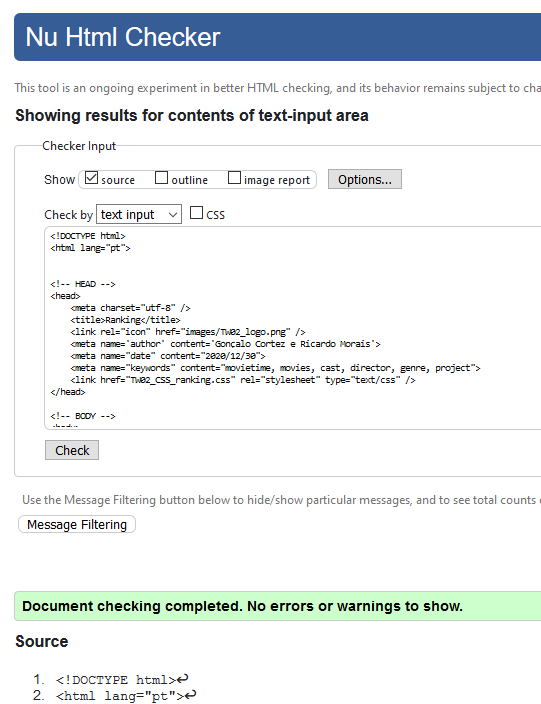 Nu Html Checker
This tool is an ongoing experiment in better HTML checking, and its behavior remains subject to cha
Showing results for contents of text-input area
Checker Input
Show source outline image report Options...
Check by text input CSS
<!DOCTYPE html>
<html lang="pt">
<!-- HEAD -->
<head>
<meta charset="utf-8" />
<title>Ranking</title>
<link rel="icon" href="images/TW02_logo.png" />
<meta name='author' content='Gonçalo Cortez e Ricardo Morais'>
<meta name="date" content="2020/12/30">
<meta name="keywords" content="movietime, movies, cast, director, genre, project">
<link href="TW02_CSS_ranking.css" rel="stylesheet" type="text/css" />
</head>
<!-- BODY -->
Check
Use the Message Filtering button below to hide/show particular messages, and to see total counts
Message Filtering
Document checking completed. No errors or warnings to show.
Source
1. <!DOCTYPE html>↩
2. <html lang="pt">↩